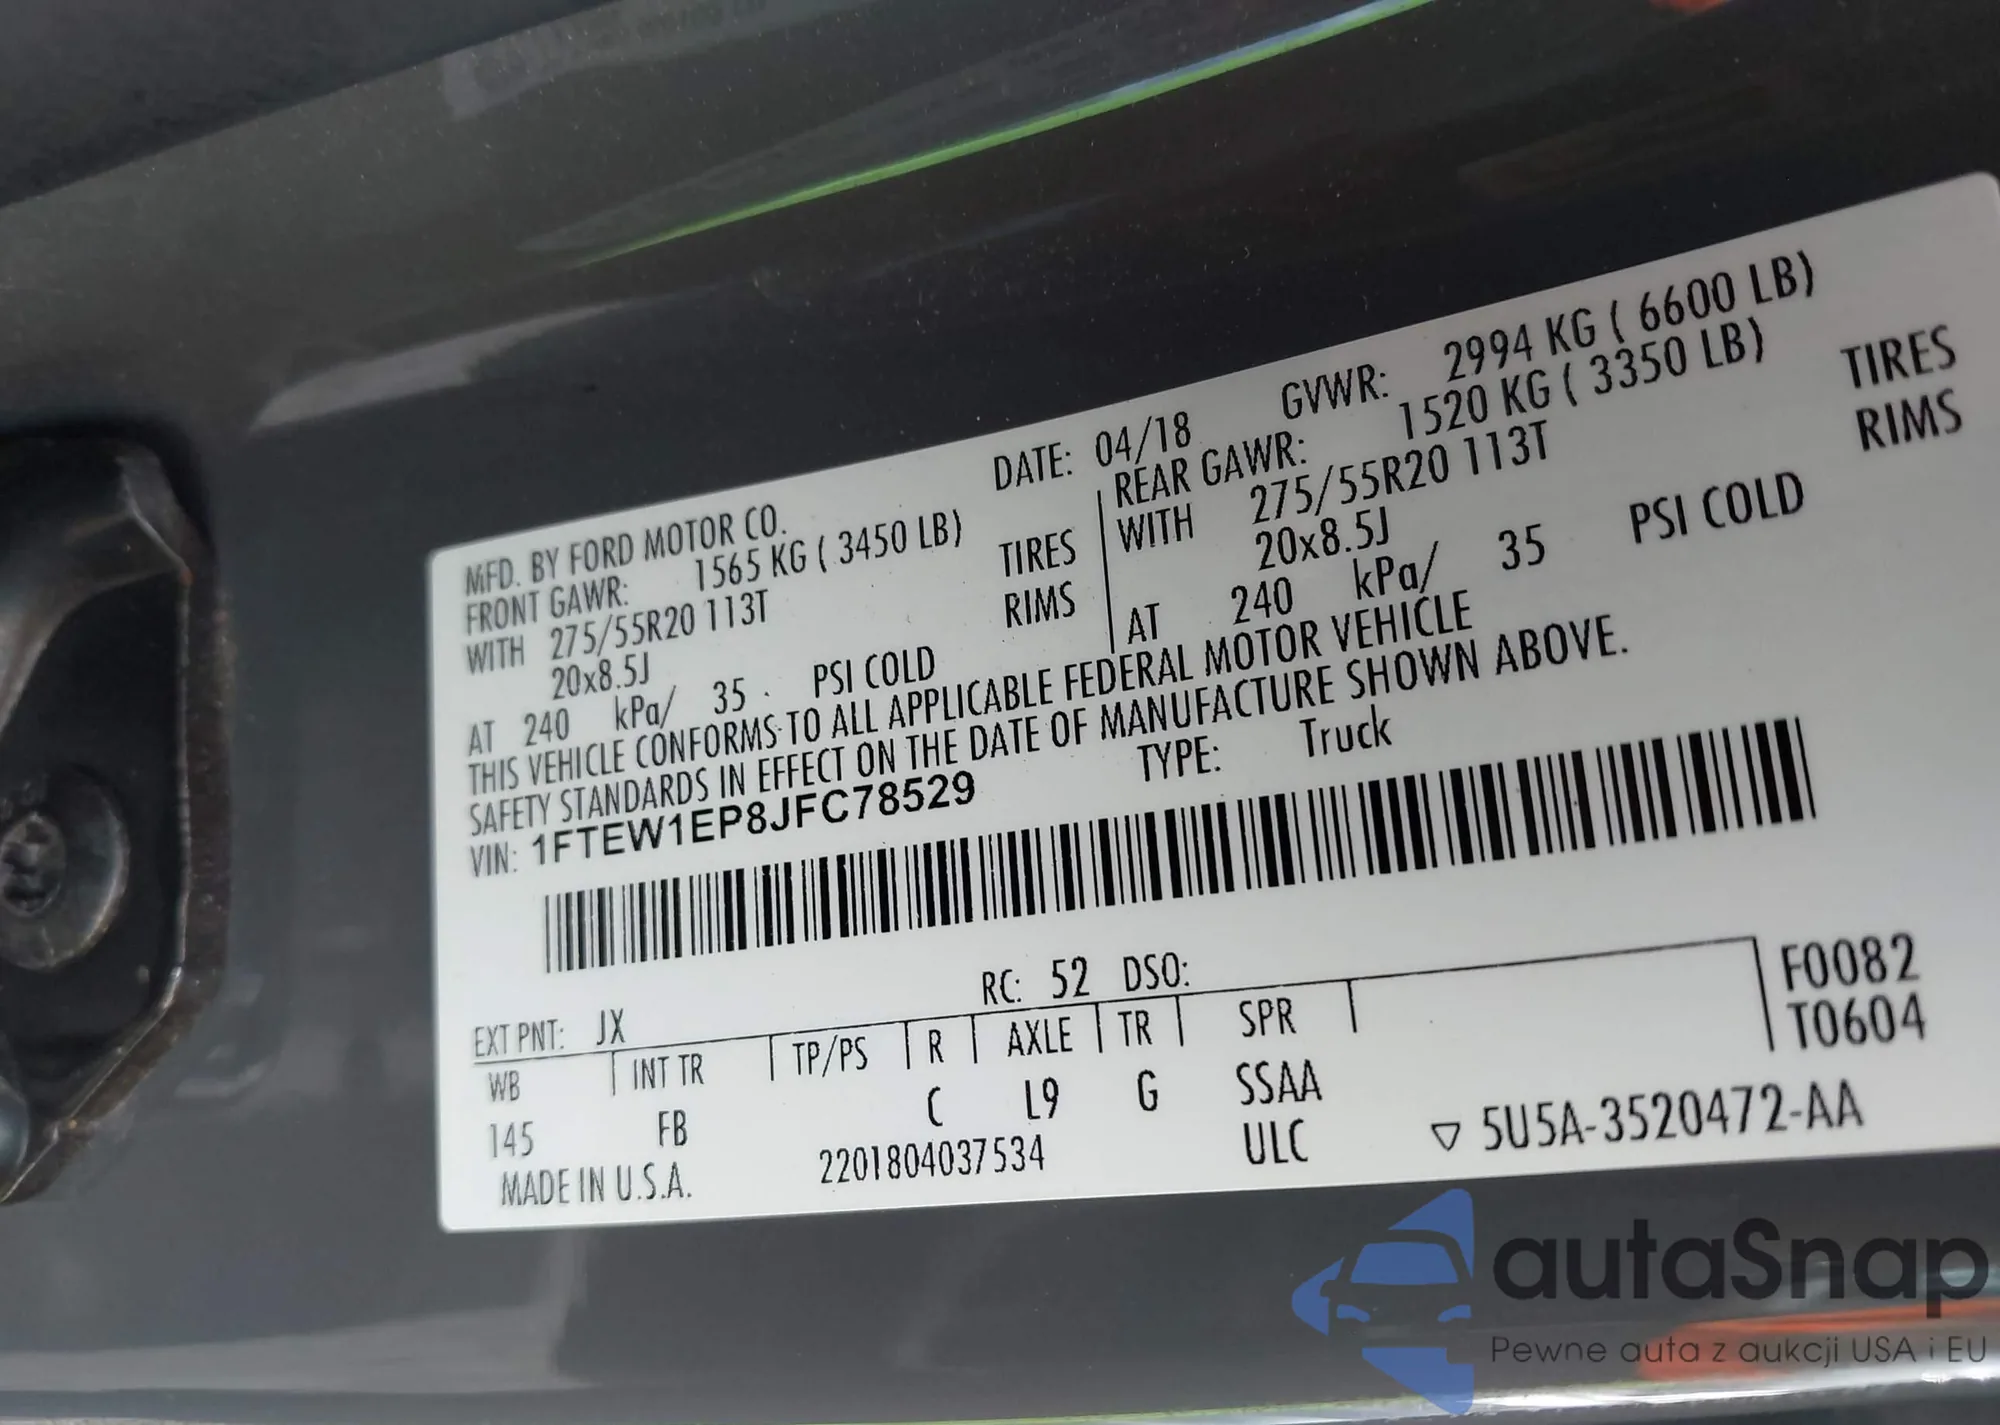 MFD. BY FORD MOTOR CO.
DATE: 04/18
GVWR: 2994 KG ( 6600 LB)
FRONT GAWR: 1565 KG ( 3450 LB)
WITH 275/55R20 113T TIRES
20x8.5J RIMS
AT 240 kPa/ 35 PSI COLD
REAR GAWR: 1520 KG ( 3350 LB)
WITH 275/55R20 113T TIRES
20x8.5J RIMS
AT 240 kPa/ 35 PSI COLD
THIS VEHICLE CONFORMS TO ALL APPLICABLE FEDERAL MOTOR VEHICLE
SAFETY STANDARDS IN EFFECT ON THE DATE OF MANUFACTURE SHOWN ABOVE.
VIN: 1FTEW1EP8JFC78529
TYPE: Truck
EXT PNT: JX RC: 52 DSO:
F0082
T0604
WB INT TR TP/PS R AXLE TR SPR
145 FB C L9 G SSAA
ULC
MADE IN U.S.A. 2201804037534
▽ 5U5A-3520472-AA
autaSnap
Pewne auta z aukcji USA i EU